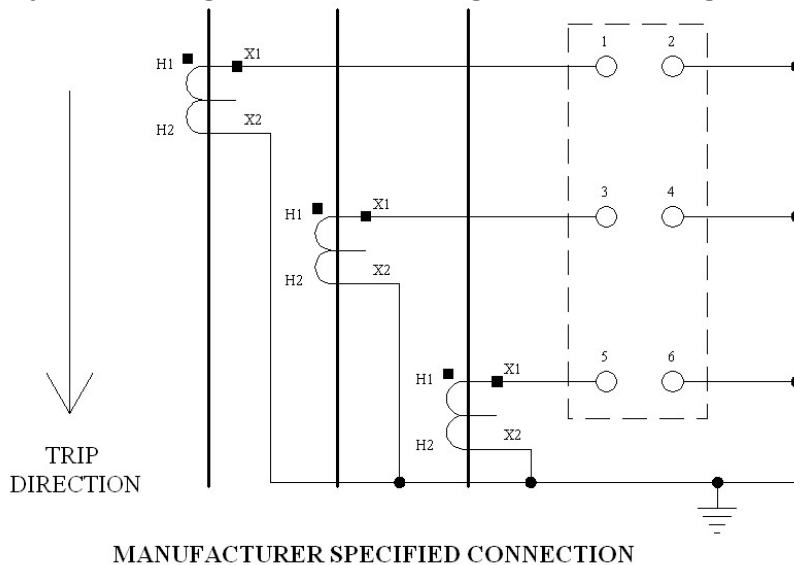 1 2
H1 X1
X2
H2
3 4
H1 X1
X2
H2
5 6
H1 X1
X2
H2
TRIP
DIRECTION
MANUFACTURER SPECIFIED CONNECTION